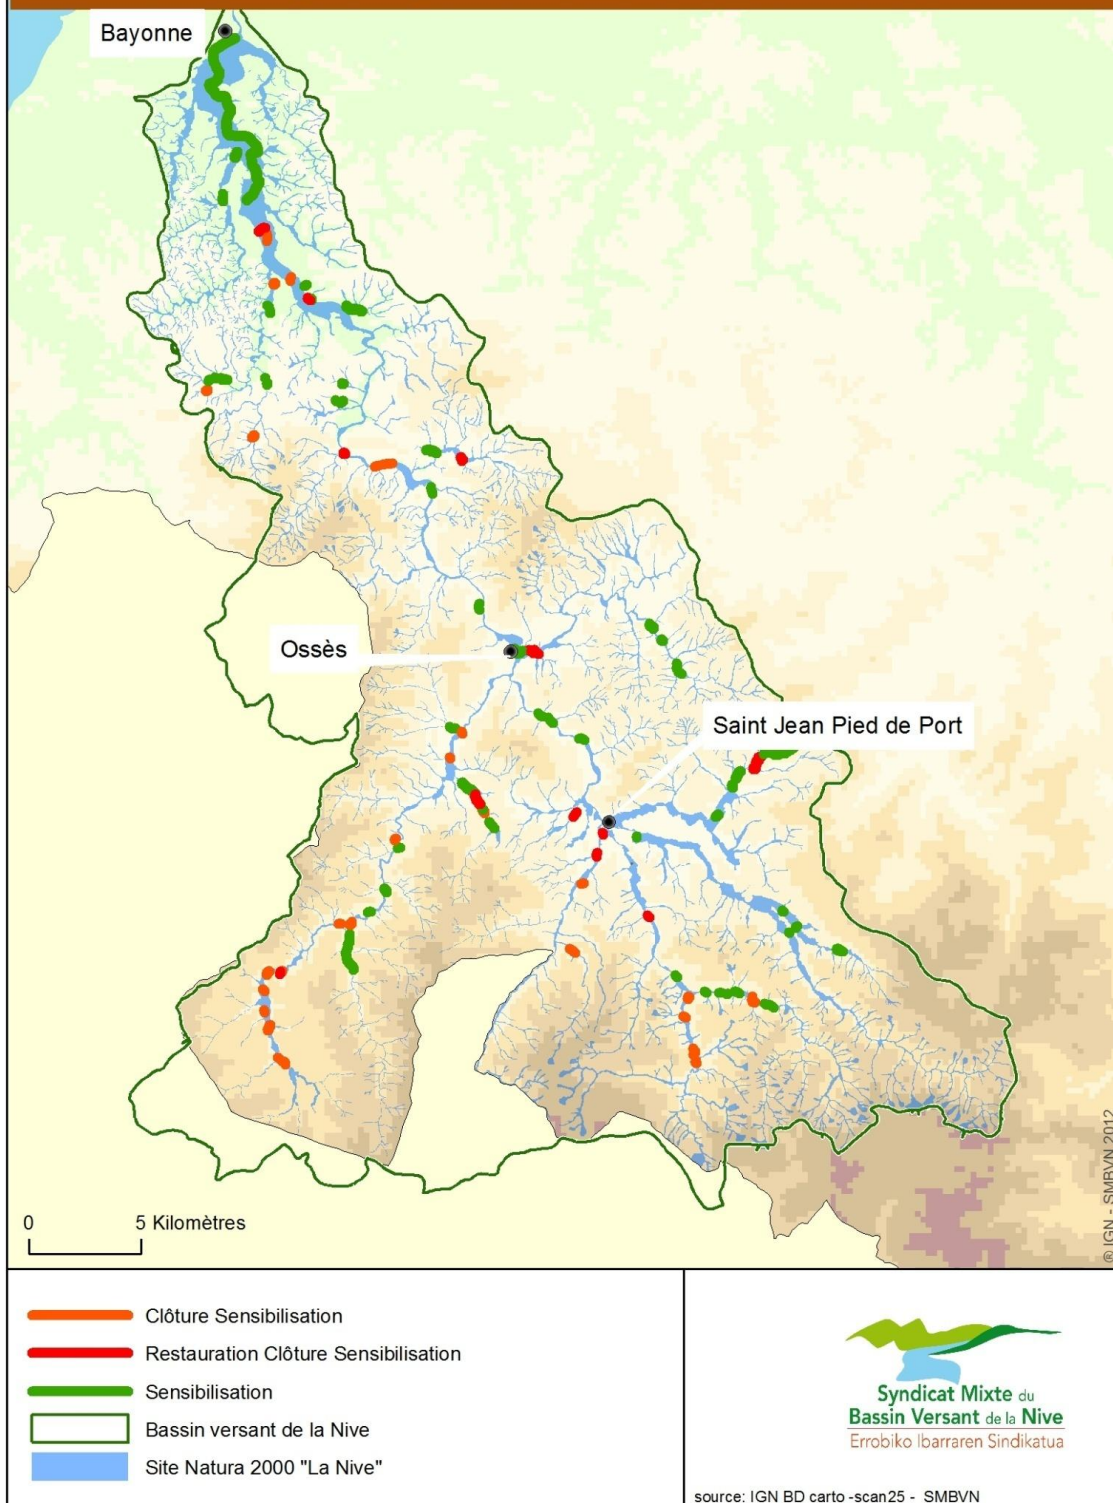 Bayonne
Ossès
Saint Jean Pied de Port
0 5 Kilomètres
® IGN - SMBVN 2012
Clôture Sensibilisation
Restauration Clôture Sensibilisation
Sensibilisation
Bassin versant de la Nive
Site Natura 2000 "La Nive"
Syndicat Mixte du
Bassin Versant de la Nive
Errobiko Ibarraren Sindikatua
source: IGN BD carto -scan25 - SMBVN